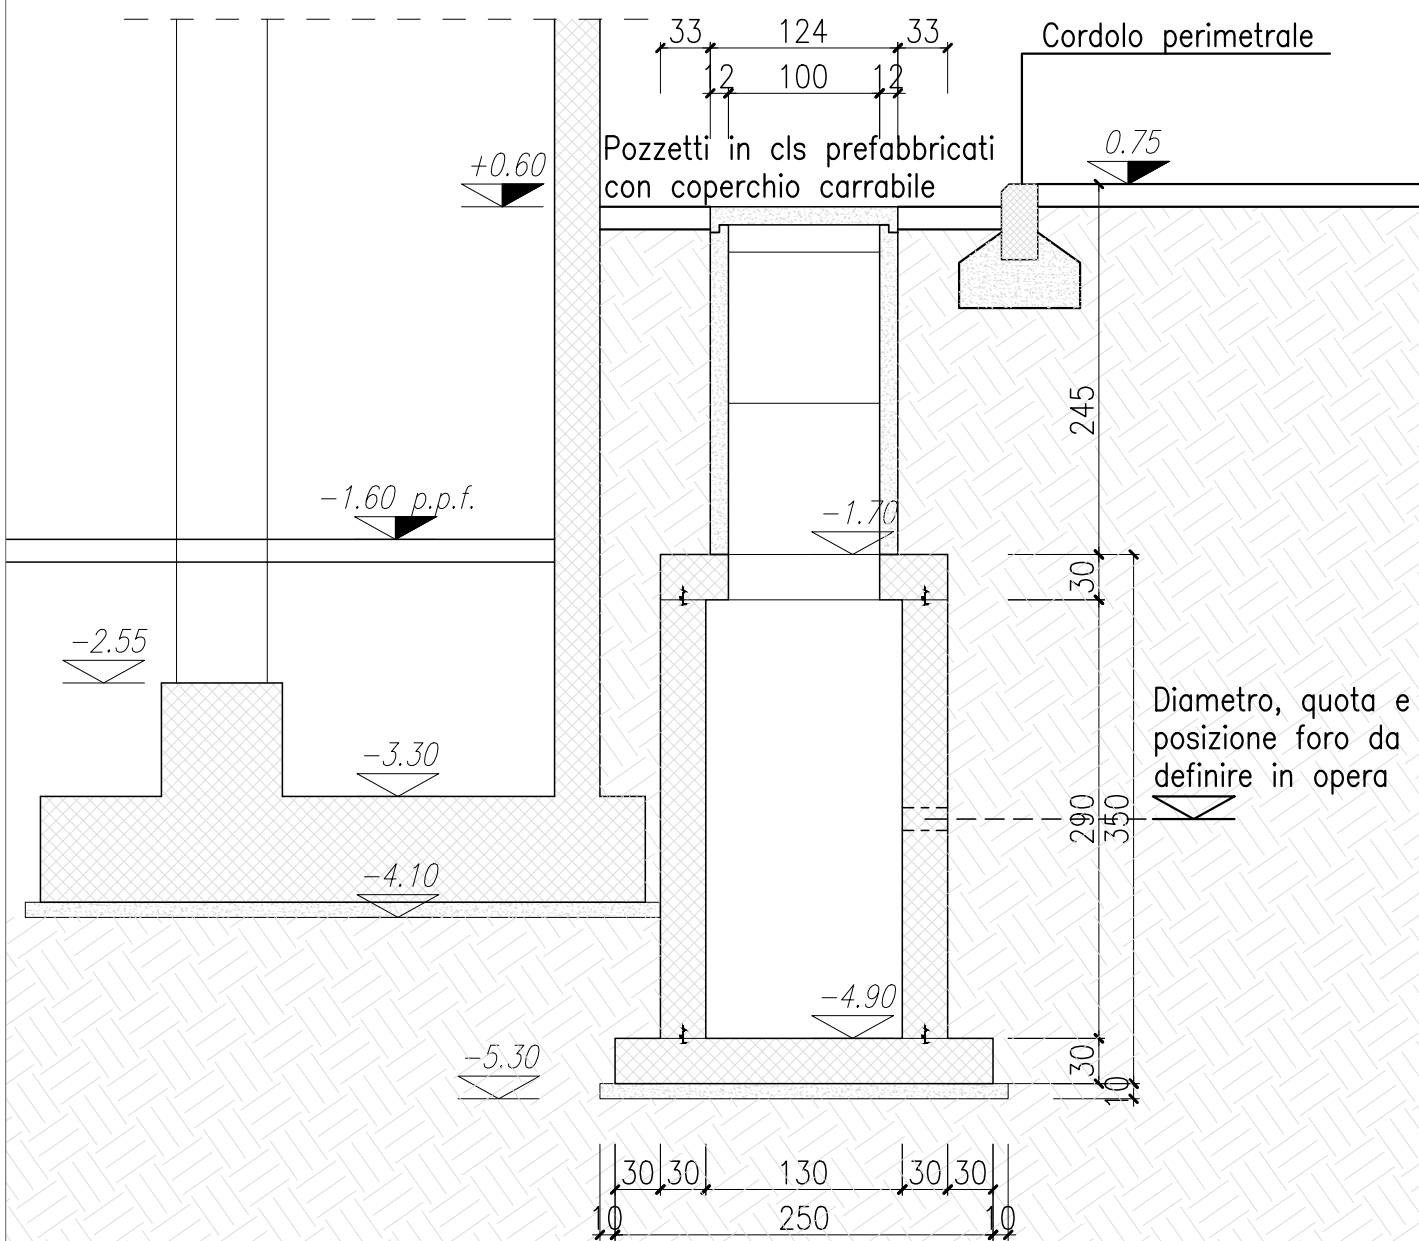 33 124 33
Cordolo perimetrale
12 100 12
Pozzetti in cls prefabbricati
con coperchio carrabile
0.75
+0.60
245
-1.60 p.p.f.
-1.70
30
-2.55
Diametro, quota e
posizione foro da
definire in opera
-3.30
290
350
-4.10
-4.90
-5.30
30
10
30 30 130 30 30
10 250 10